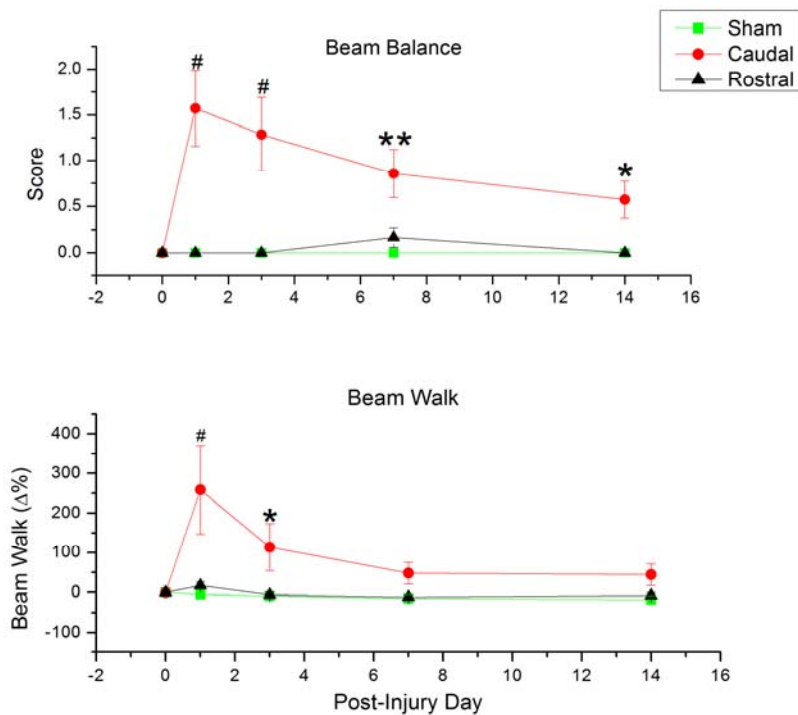 Sham
Caudal
Rostral
Beam Balance
# # ** *
2.0
1.5
1.0
0.5
0.0
Score
-2 0 2 4 6 8 10 12 14 16
Beam Walk
# *
400
300
200
100
0
-100
Beam Walk (Δ%)
-2 0 2 4 6 8 10 12 14 16
Post-Injury Day